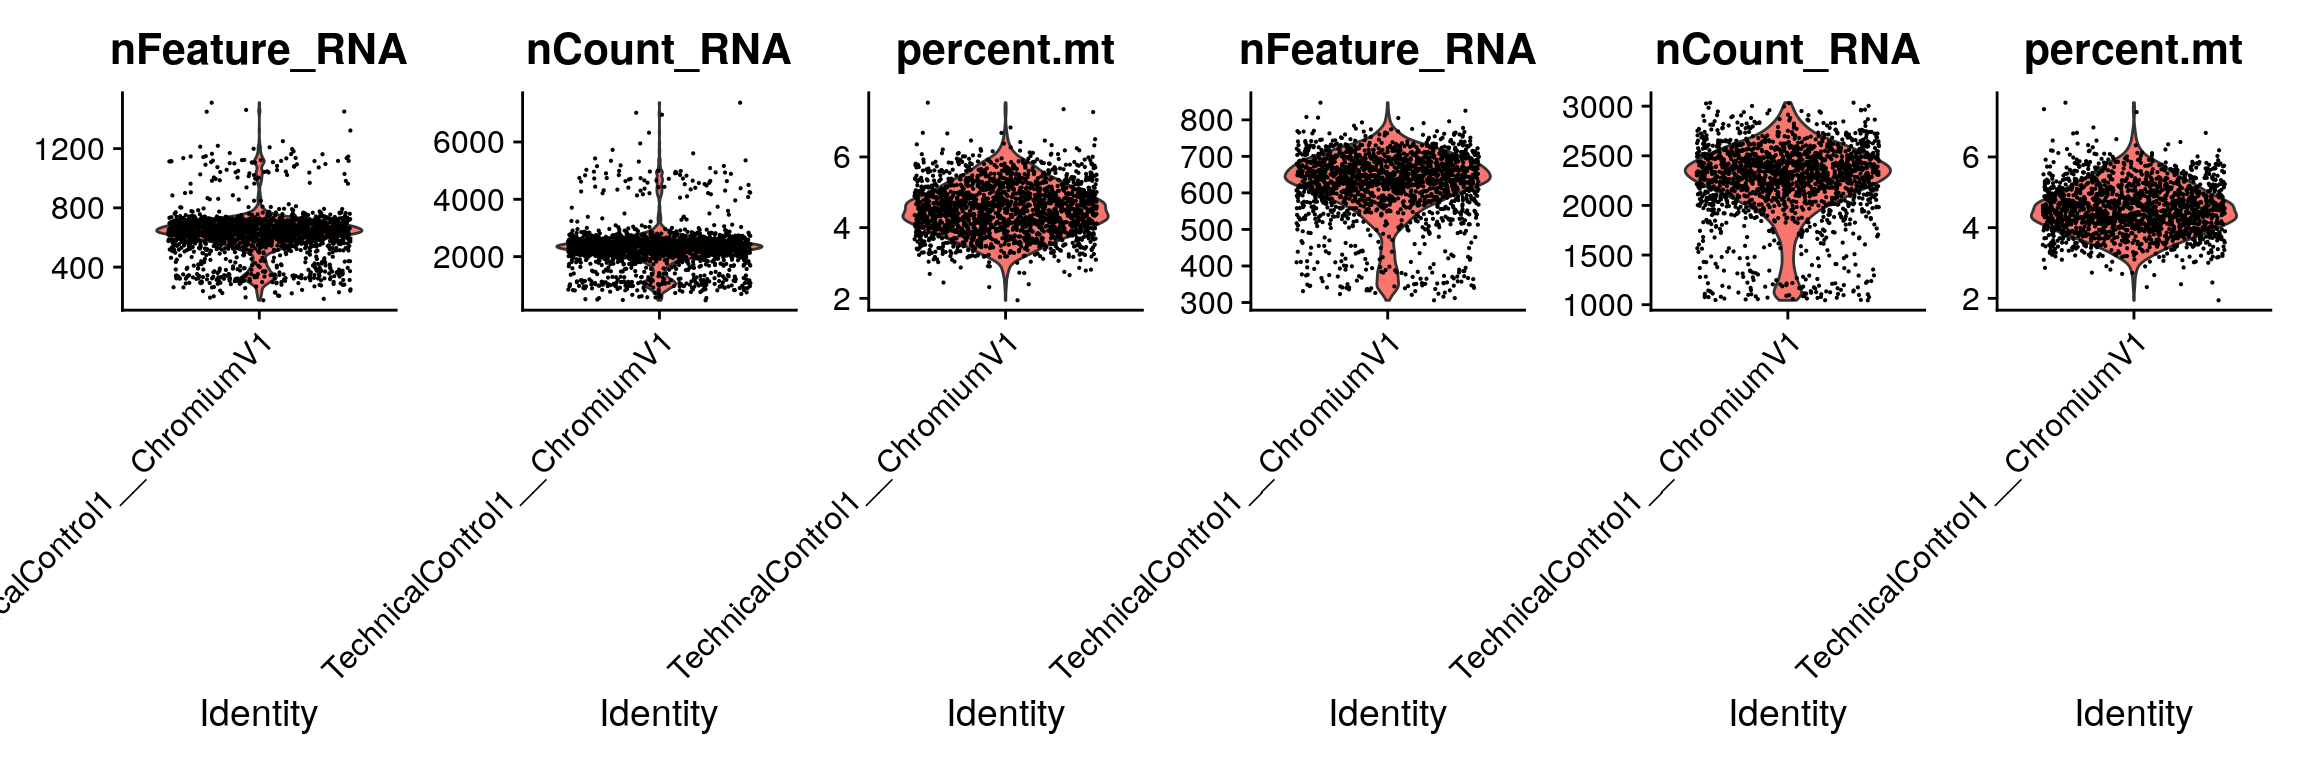 nFeature_RNA
1200
800
400
calControl1__ChromiumV1
Identity
nCount_RNA
6000
4000
2000
TechnicalControl1__ChromiumV1
Identity
percent.mt
6
4
2
TechnicalControl1__ChromiumV1
Identity
nFeature_RNA
800
700
600
500
400
300
TechnicalControl1__ChromiumV1
Identity
nCount_RNA
3000
2500
2000
1500
1000
TechnicalControl1__ChromiumV1
Identity
percent.mt
6
4
2
TechnicalControl1__ChromiumV1
Identity